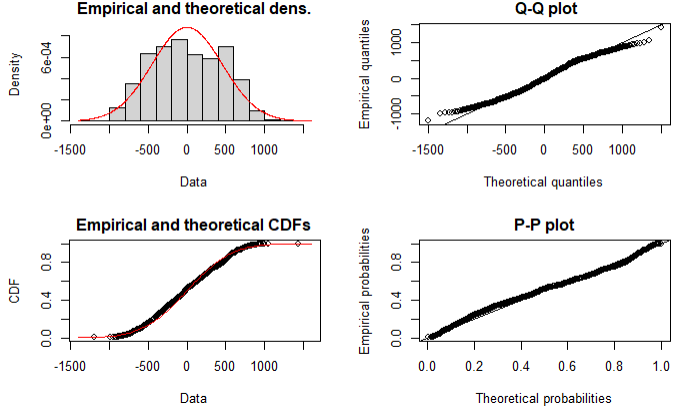 Empirical and theoretical dens.
Density
0e+00 6e-04
-1500 -500 0 500 1000
Data
Q-Q plot
Empirical quantiles
-1000 0 1000
-1500 -500 0 500 1000
Theoretical quantiles
Empirical and theoretical CDFs
CDF
0.0 0.4 0.8
-1500 -500 0 500 1000
Data
P-P plot
Empirical probabilities
0.0 0.4 0.8
0.0 0.2 0.4 0.6 0.8 1.0
Theoretical probabilities